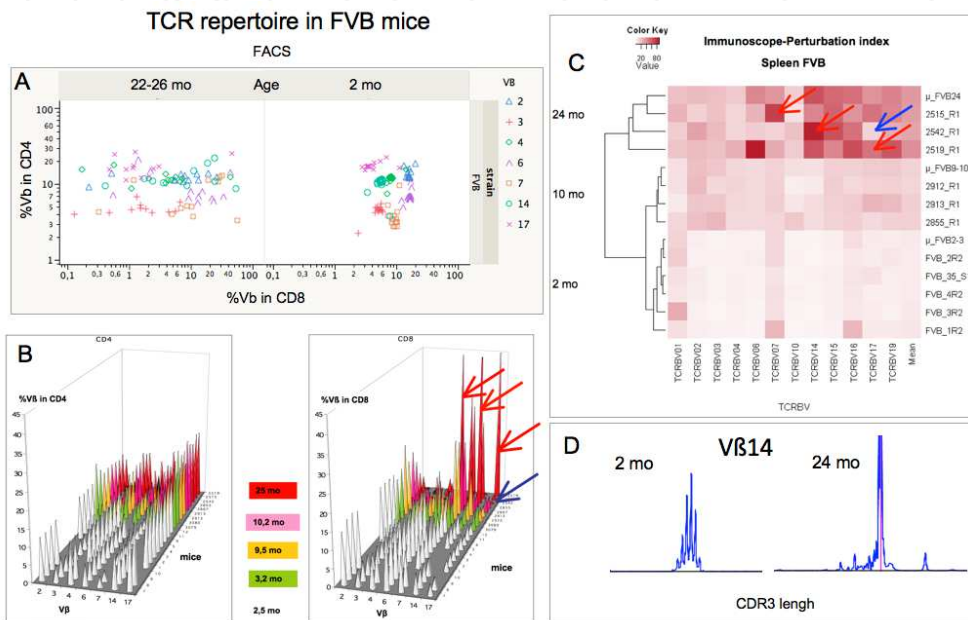 TCR repertoire in FVB mice
FACS
A
22-26 mo Age 2 mo
%Vb in CD4
100
50
40
30
20
10
5
4
3
2
1
0,1 0,3 0,6 1 2 3 4 6 10 20 40 100
0,1 0,3 0,6 1 2 3 4 6 10 20 40 100
%Vb in CD8
strain
FVB
Vß
2
3
4
6
7
14
17
B
CD4
%Vß in CD4
45
40
35
30
25
20
15
10
5
0
2 3 4 6 7 14 17
Vβ
mice
25 mo
10,2 mo
9,5 mo
3,2 mo
2,5 mo
CD8
%Vß in CD8
45
40
35
30
25
20
15
10
5
0
2 3 4 6 7 14 17
Vβ
mice
Color Key
20 60
Value
Immunoscope-Perturbation index
Spleen FVB
C
24 mo
10 mo
2 mo
µ_FVB24
2515_R1
2542_R1
2519_R1
µ_FVB9-10
2912_R1
2913_R1
2855_R1
µ_FVB2-3
FVB_2R2
FVB_35_S
FVB_4R2
FVB_3R2
FVB_1R2
TCRBV01
TCRBV02
TCRBV03
TCRBV04
TCRBV06
TCRBV07
TCRBV10
TCRBV14
TCRBV15
TCRBV16
TCRBV17
TCRBV19
Mean
TCRBV
D
Vß14
2 mo
24 mo
CDR3 lengh